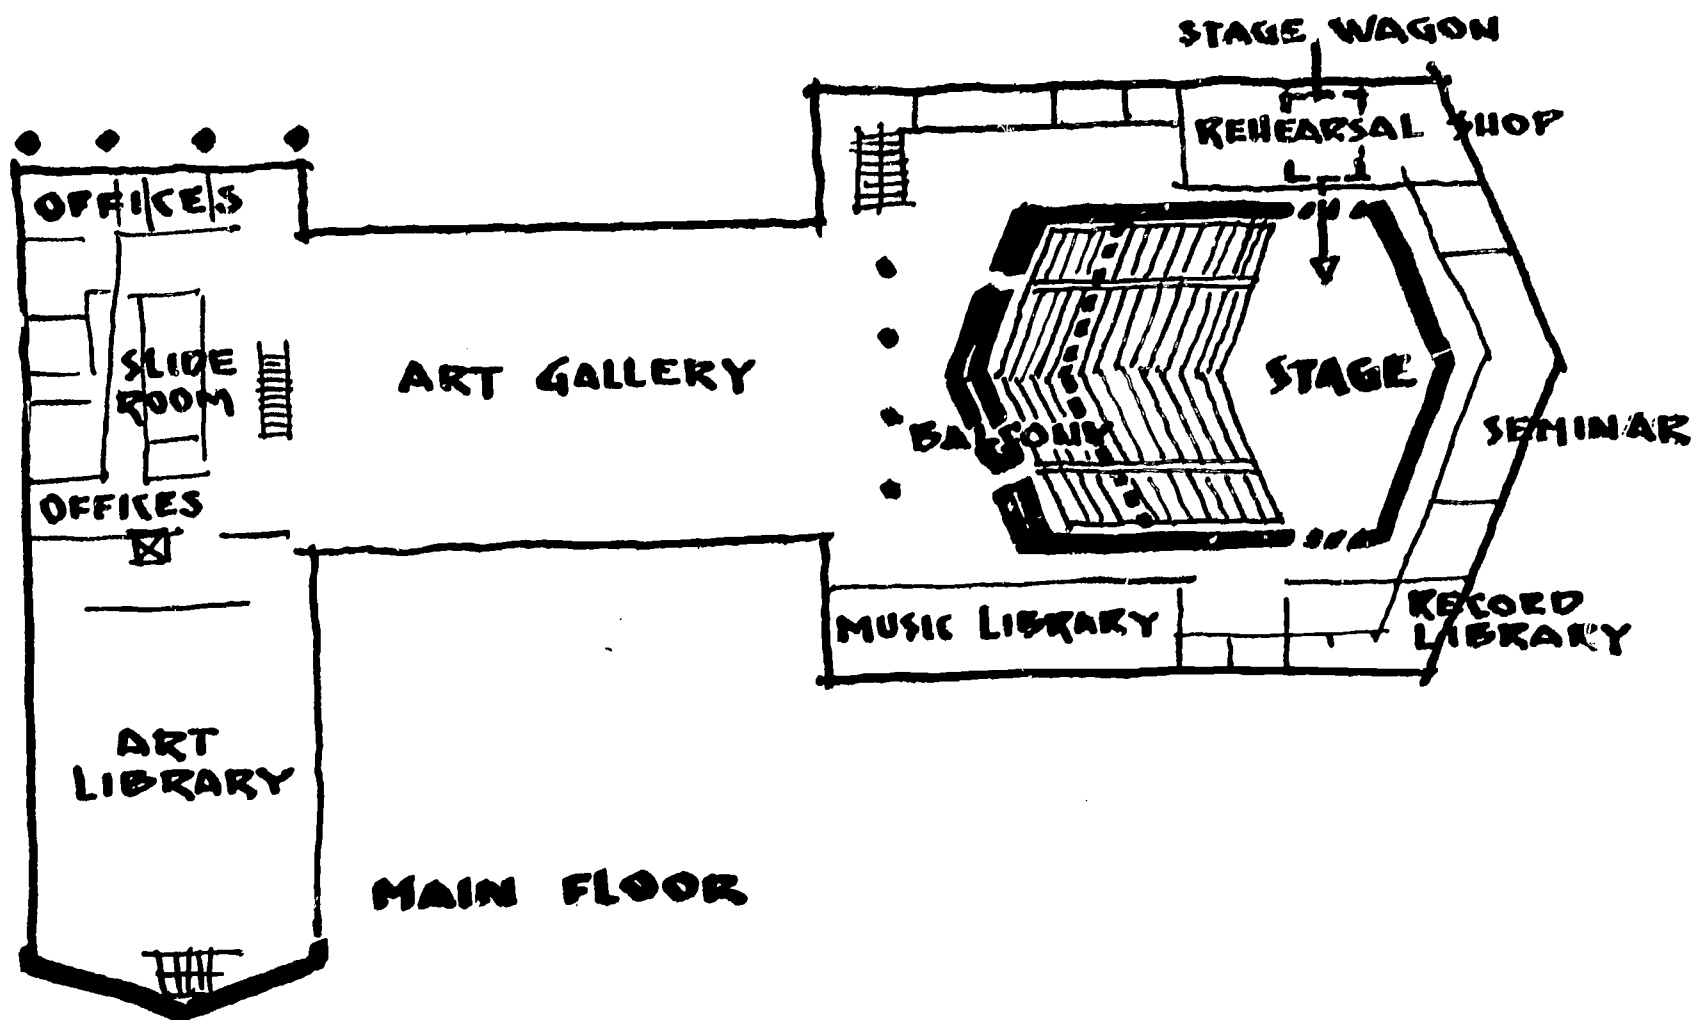 STAGE WAGON
REHEARSAL SHOP
OFFICES
SLIDE
ROOM
ART GALLERY
STAGE
BALCONY
SEMINAR
OFFICES
MUSIC LIBRARY
RECORD
LIBRARY
ART
LIBRARY
MAIN FLOOR